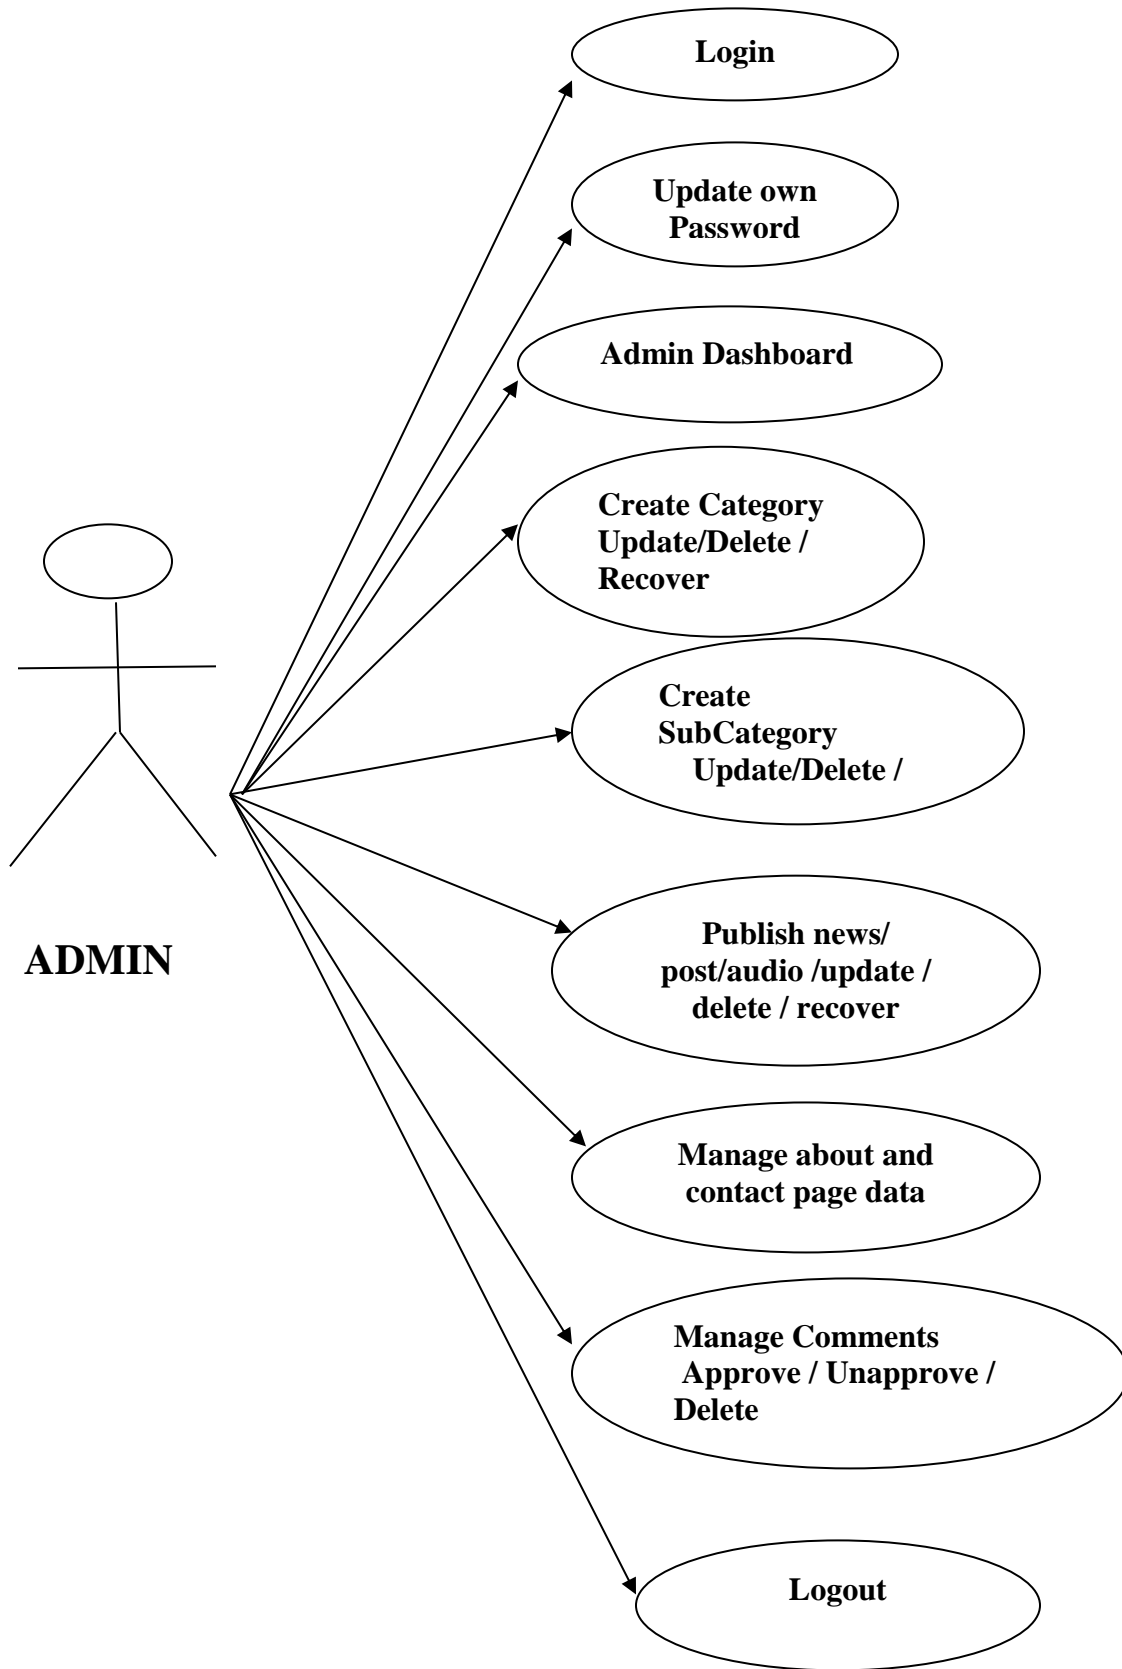 Login
Update own
Password
Admin Dashboard
Create Category
Update/Delete /
Recover
Create
SubCategory
Update/Delete /
ADMIN
Publish news/
post/audio /update /
delete / recover
Manage about and
contact page data
Manage Comments
Approve / Unapprove /
Delete
Logout